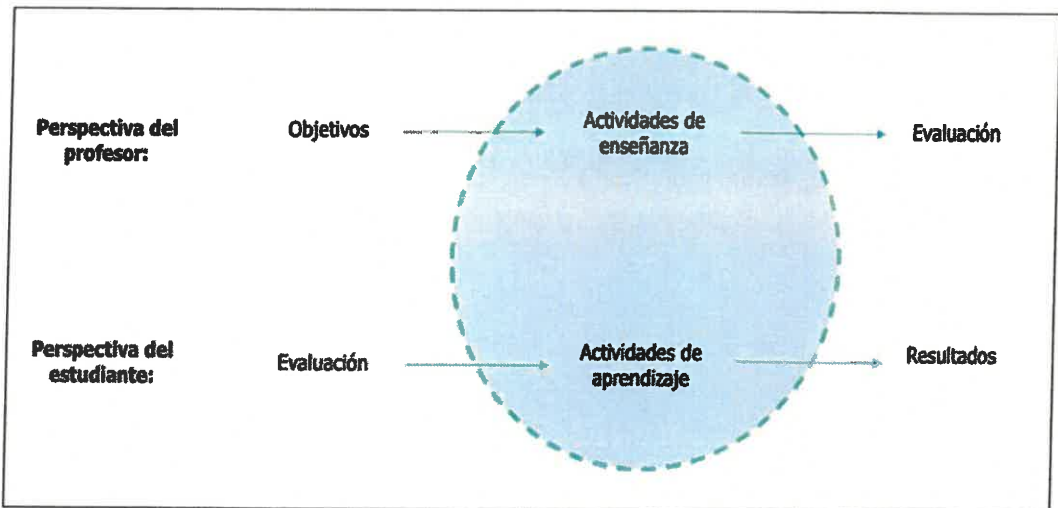 Perspectiva del
profesor:
Objetivos
Actividades de
enseñanza
Evaluación
Perspectiva del
estudiante:
Evaluación
Actividades de
aprendizaje
Resultados